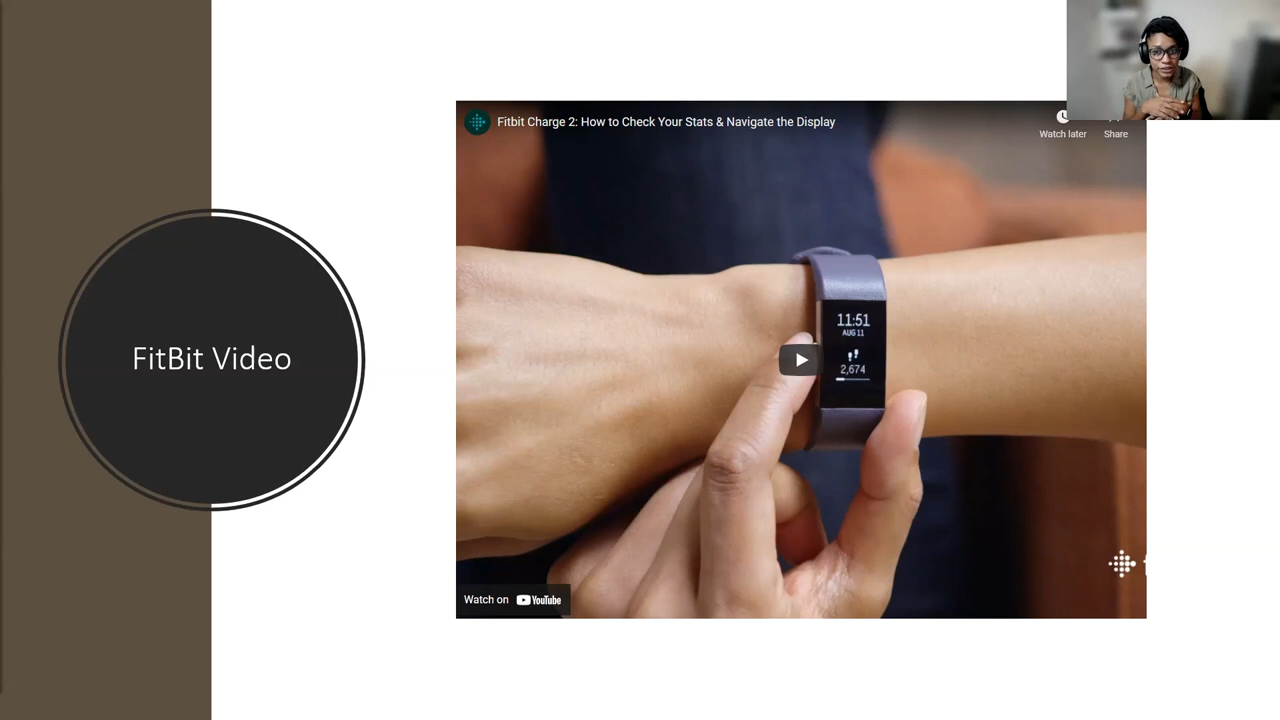 FitBit Video
Fitbit Charge 2: How to Check Your Stats & Navigate the Display
Watch later
Share
11:51
AUG 11
2,674
Watch on YouTube